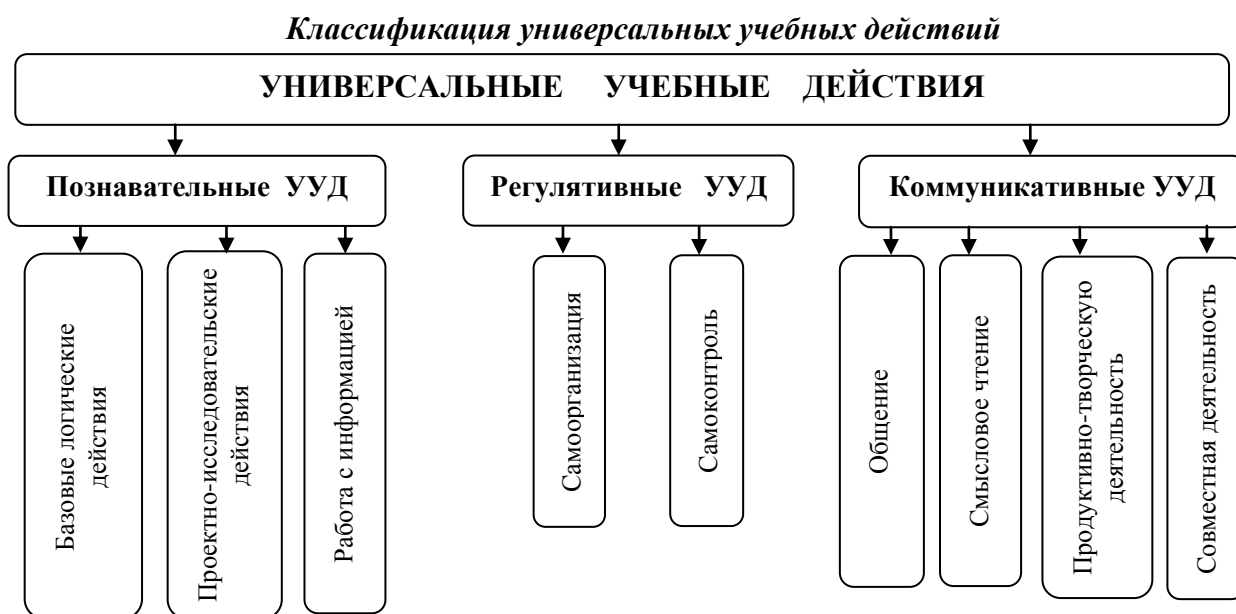 Классификация универсальных учебных действий
УНИВЕРСАЛЬНЫЕ УЧЕБНЫЕ ДЕЙСТВИЯ
Познавательные УУД
Регулятивные УУД
Коммуникативные УУД
Базовые логические
действия
Проектно-исследовательские
действия
Работа с информацией
Самоорганизация
Самоконтроль
Общение
Смысловое чтение
Продуктивно-творческую
деятельность
Совместная деятельность